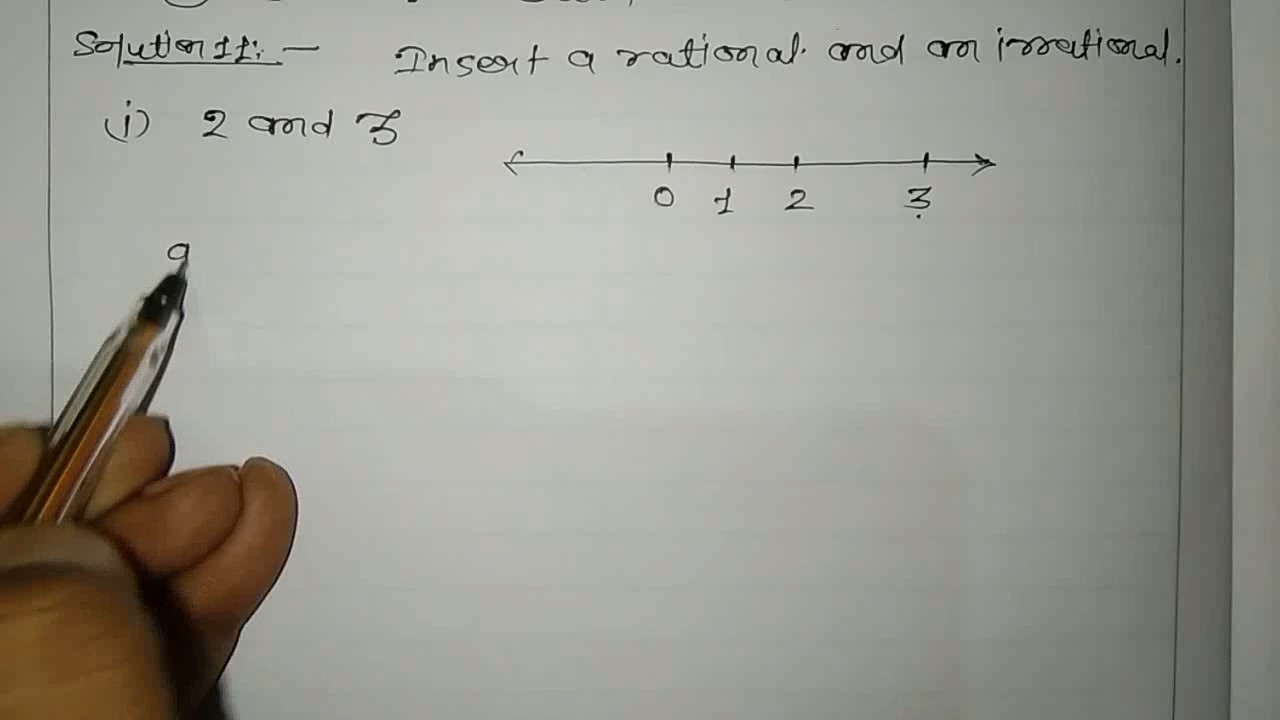 Solution 11:- Insert a rational and an irrational.
(i) 2 and 3
0 1 2 3
a